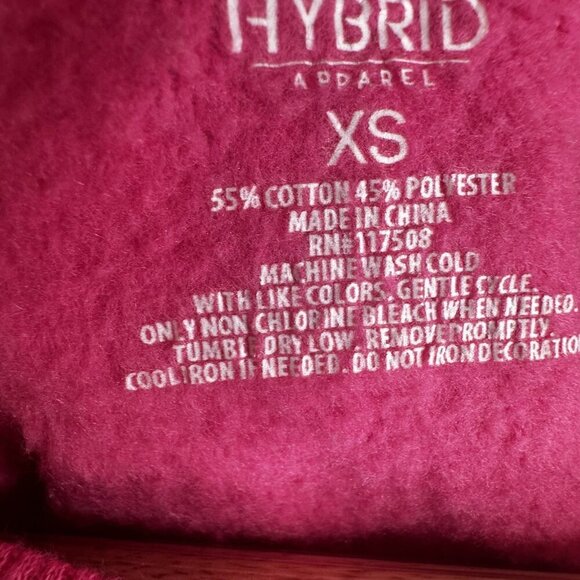 HYBRID
APPAREL
XS
55% COTTON 45% POLYESTER
MADE IN CHINA
RN#117508
MACHINE WASH COLD
WITH LIKE COLORS. GENTLE CYCLE.
ONLY NON CHLORINE BLEACH WHEN NEEDED.
TUMBLE DRY LOW. REMOVE PROMPTLY.
COOL IRON IF NEEDED. DO NOT IRON DECORATION